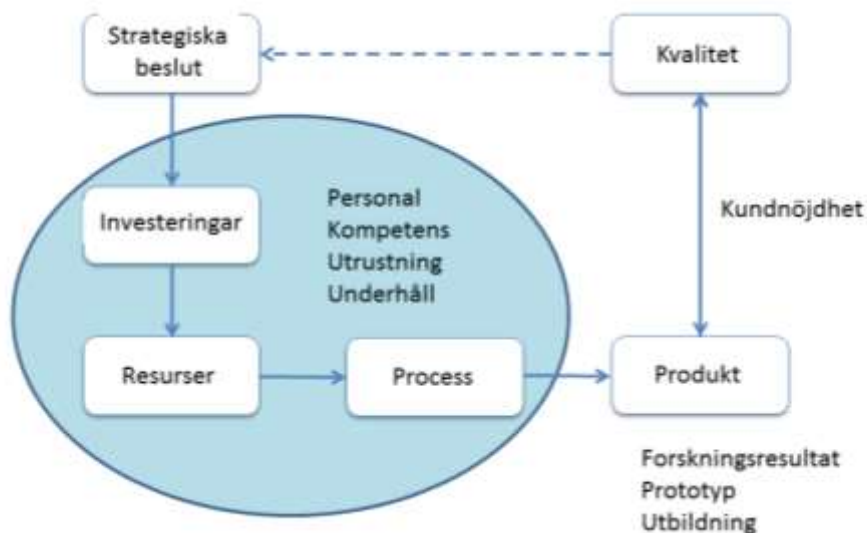 Strategiska
beslut
Kvalitet
Investeringar
Personal
Kompetens
Utrustning
Underhåll
Kundnöjdhet
Resurser
Process
Produkt
Forskningsresultat
Prototyp
Utbildning